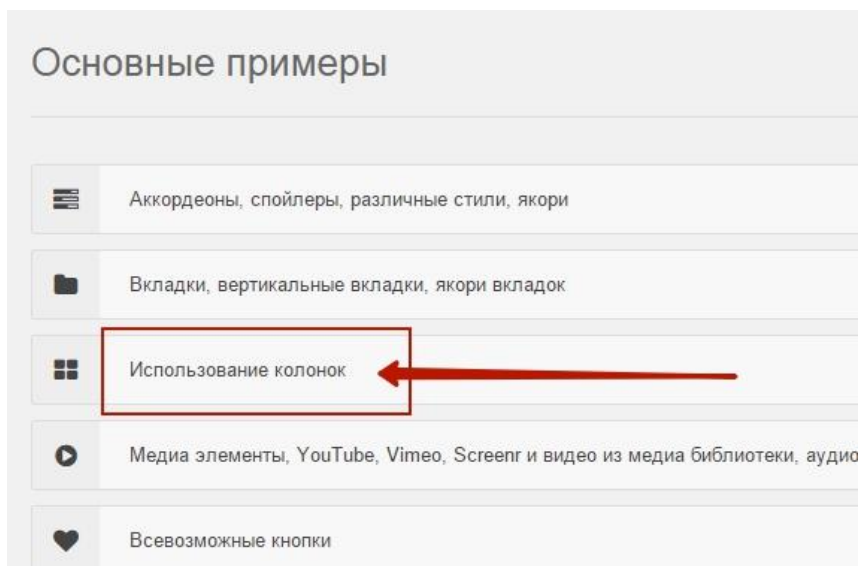 Основные примеры
Аккордеоны, спойлеры, различные стили, якори
Вкладки, вертикальные вкладки, якори вкладок
Использование колонок
Медиа элементы, YouTube, Vimeo, Screenr и видео из медиа библиотеки, аудио
Всевозможные кнопки